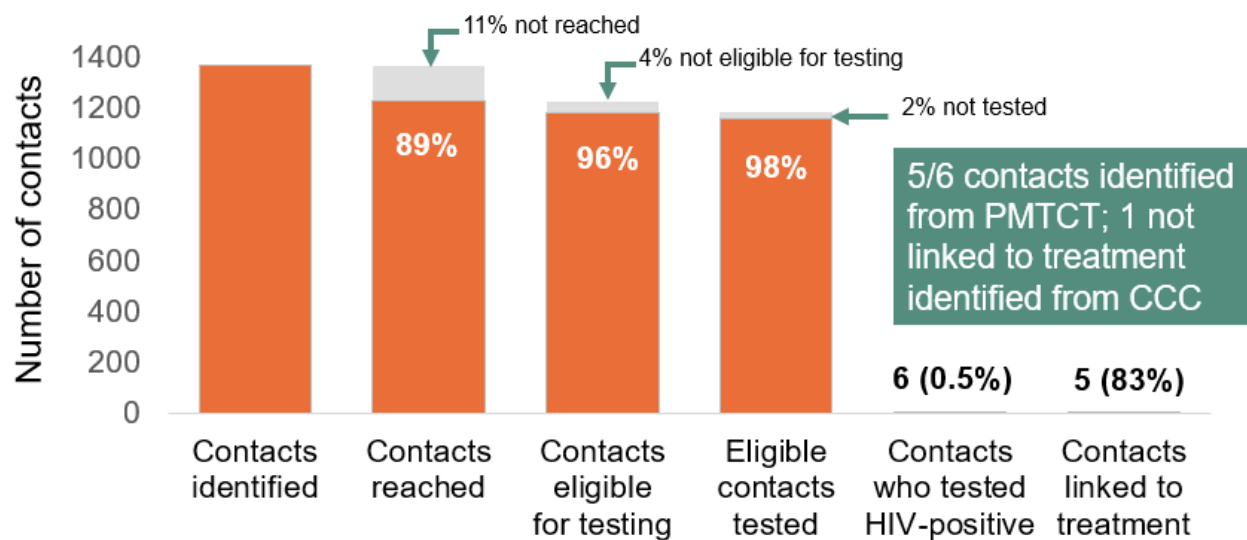 11% not reached
4% not eligible for testing
2% not tested
Number of contacts
1400
1200
1000
800
600
400
200
0
89%
96%
98%
5/6 contacts identified
from PMTCT; 1 not
linked to treatment
identified from CCC
6 (0.5%)
5 (83%)
Contacts
identified
Contacts
reached
Contacts
eligible
for testing
Eligible
contacts
tested
Contacts
who tested
HIV-positive
Contacts
linked to
treatment